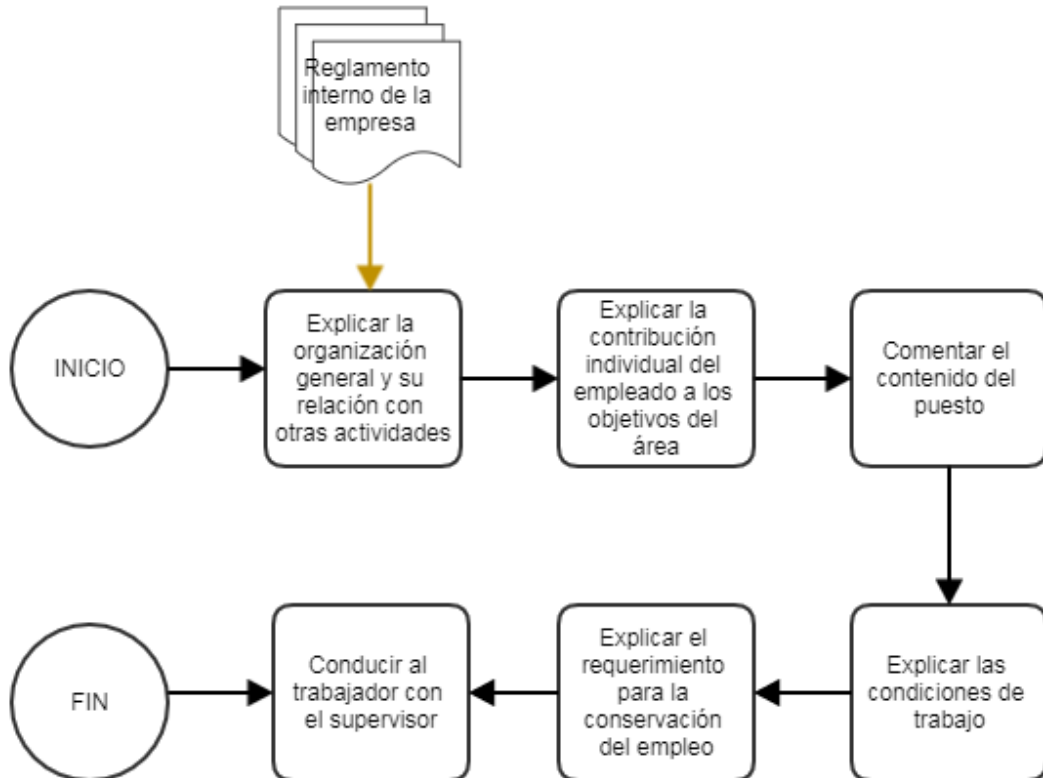 Reglamento
interno de la
empresa
INICIO
Explicar la
organización
general y su
relación con
otras actividades
Explicar la
contribución
individual del
empleado a los
objetivos del
área
Comentar el
contenido del
puesto
Explicar las
condiciones de
trabajo
Explicar el
requerimiento
para la
conservación
del empleo
Conducir al
trabajador con
el supervisor
FIN